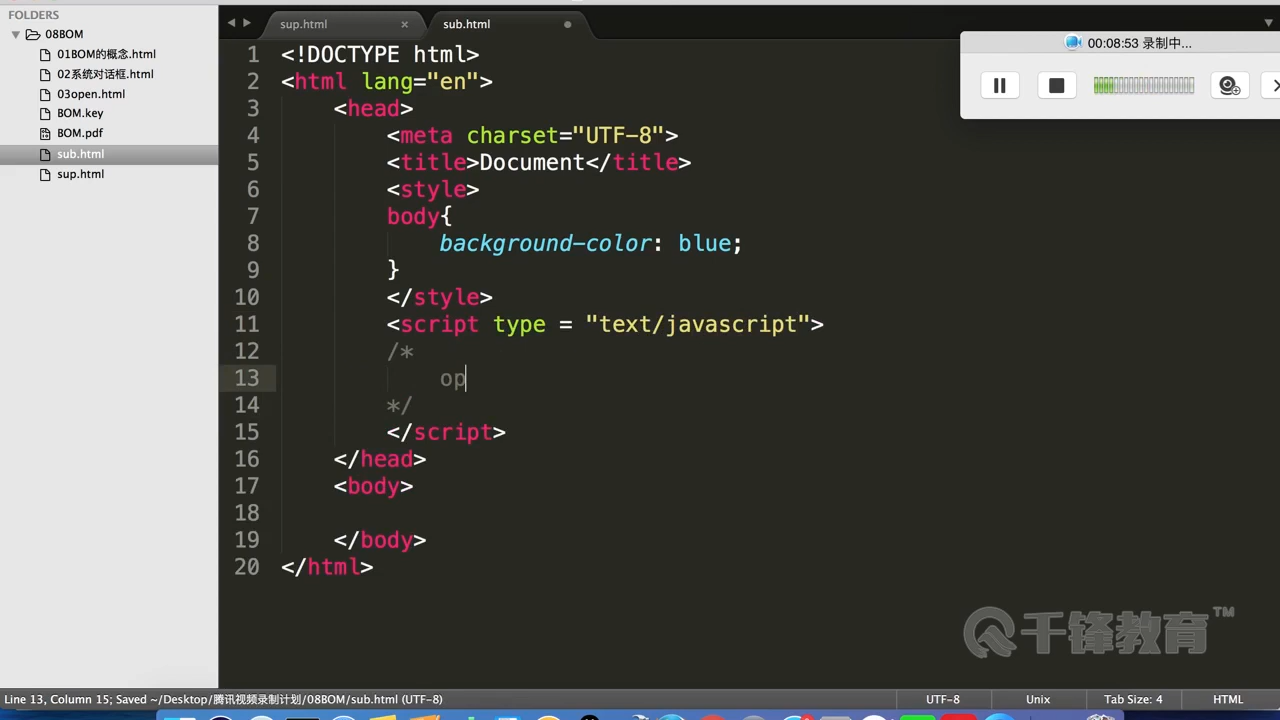 FOLDERS
08BOM
01BOM的概念.html
02系统对话框.html
03open.html
BOM.key
BOM.pdf
sub.html
sup.html
sup.html ×
sub.html
00:08:53 录制中...
1 <!DOCTYPE html>
2 <html lang="en">
3 <head>
4 <meta charset="UTF-8">
5 <title>Document</title>
6 <style>
7 body{
8 background-color: blue;
9 }
10 </style>
11 <script type = "text/javascript">
12 /*
13 op
14 */
15 </script>
16 </head>
17 <body>
18
19 </body>
20 </html>
千锋教育™
Line 13, Column 15; Saved ~/Desktop/腾讯视频录制计划/08BOM/sub.html (UTF-8)
UTF-8
Unix
Tab Size: 4
HTML